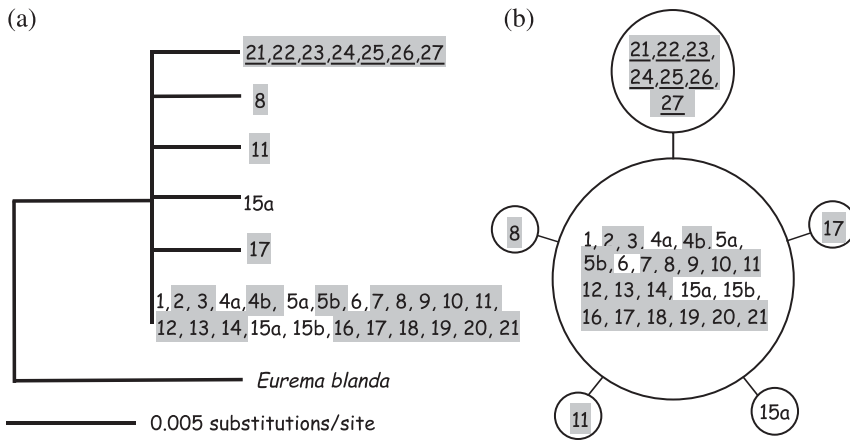 (a)
21,22,23,24,25,26,27
8
11
15a
17
1,2, 3, 4a,4b, 5a,5b,6,7, 8, 9, 10, 11,
12, 13, 14,15a, 15b,16, 17, 18, 19, 20, 21
Eurema blanda
0.005 substitutions/site
(b)
21,22,23,
24,25,26,
27
8
17
1, 2, 3, 4a,4b, 5a,
5b,6,7, 8, 9, 10, 11
12, 13, 14, 15a, 15b,
16, 17, 18, 19, 20, 21
11
15a